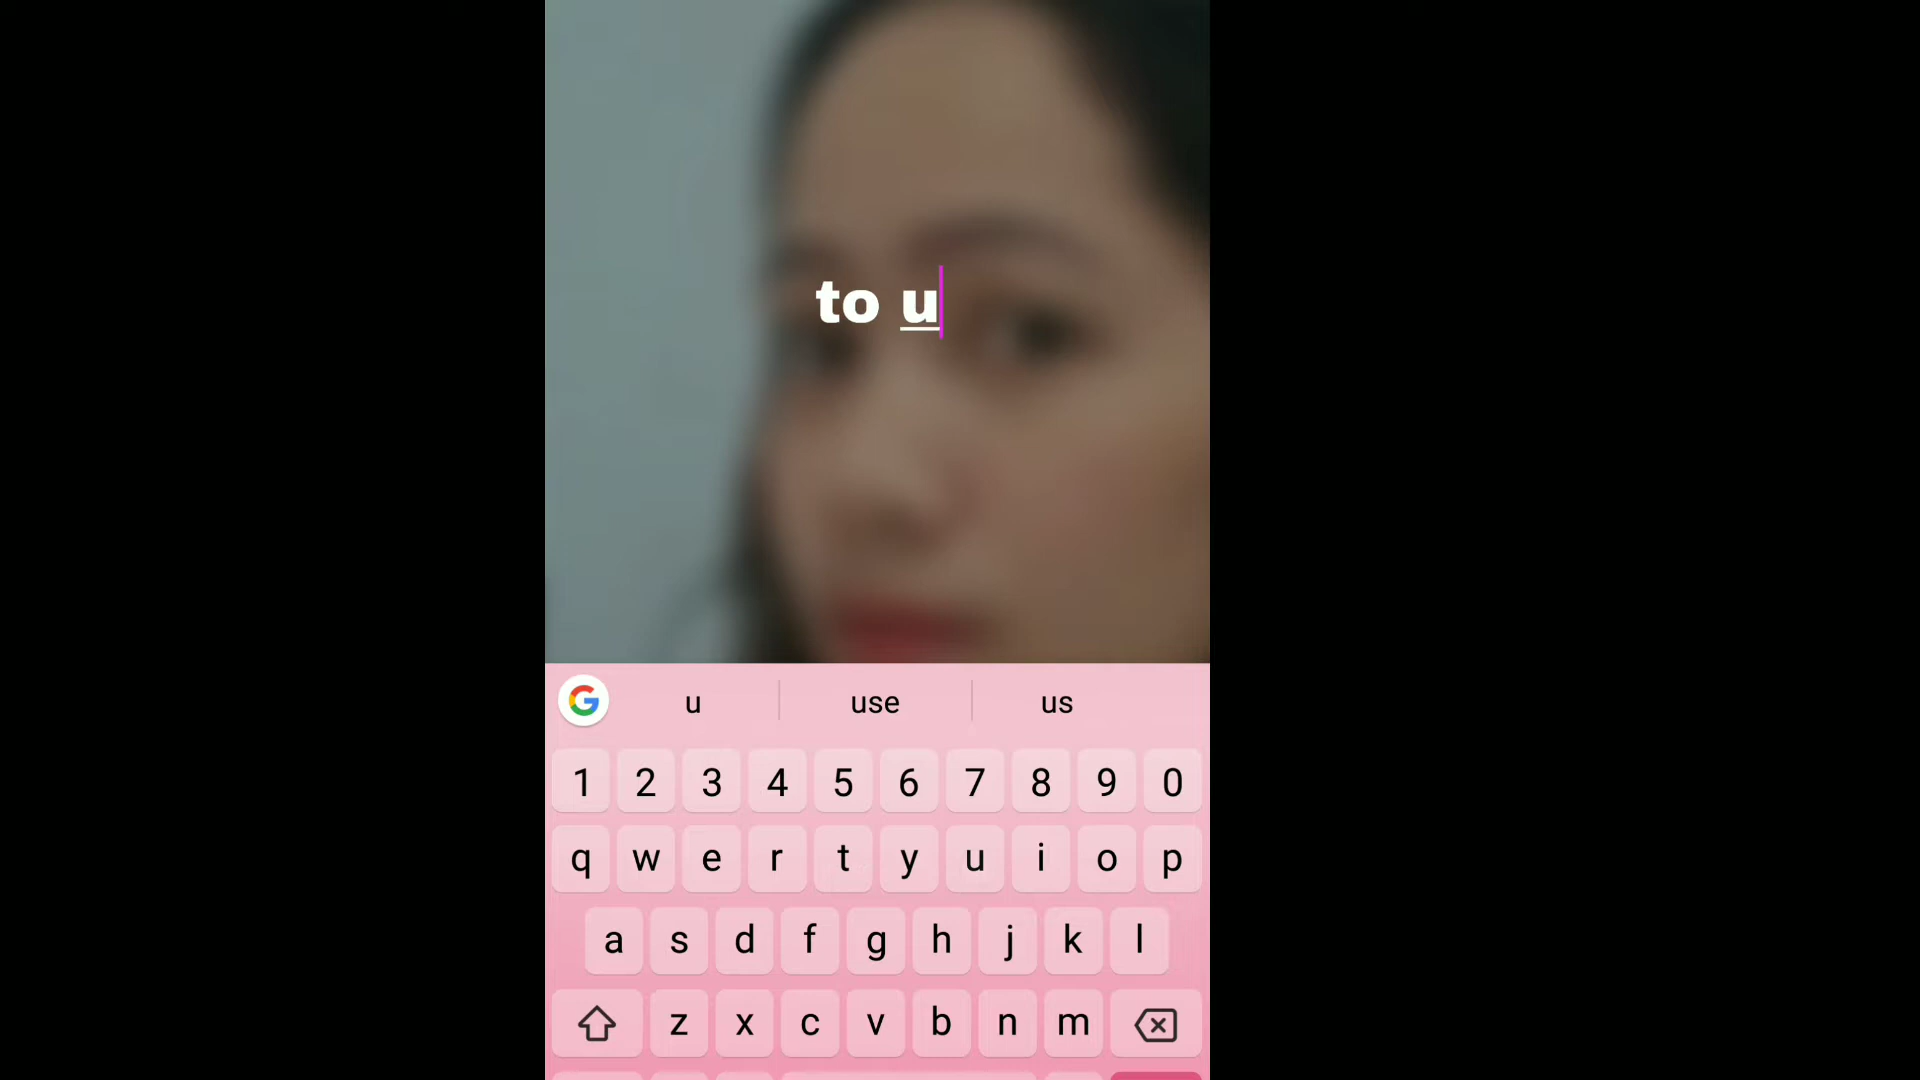 to u
u use us
1 2 3 4 5 6 7 8 9 0
q w e r t y u i o p
a s d f g h j k l
z x c v b n m